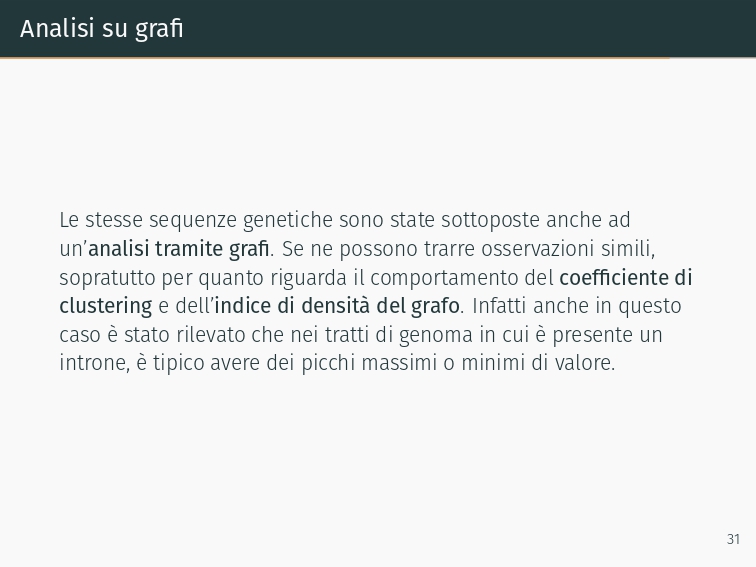 Analisi su grafi
Le stesse sequenze genetiche sono state sottoposte anche ad
un'analisi tramite grafi. Se ne possono trarre osservazioni simili,
sopratutto per quanto riguarda il comportamento del coefficiente di
clustering e dell'indice di densità del grafo. Infatti anche in questo
caso è stato rilevato che nei tratti di genoma in cui è presente un
introne, è tipico avere dei picchi massimi o minimi di valore.
31